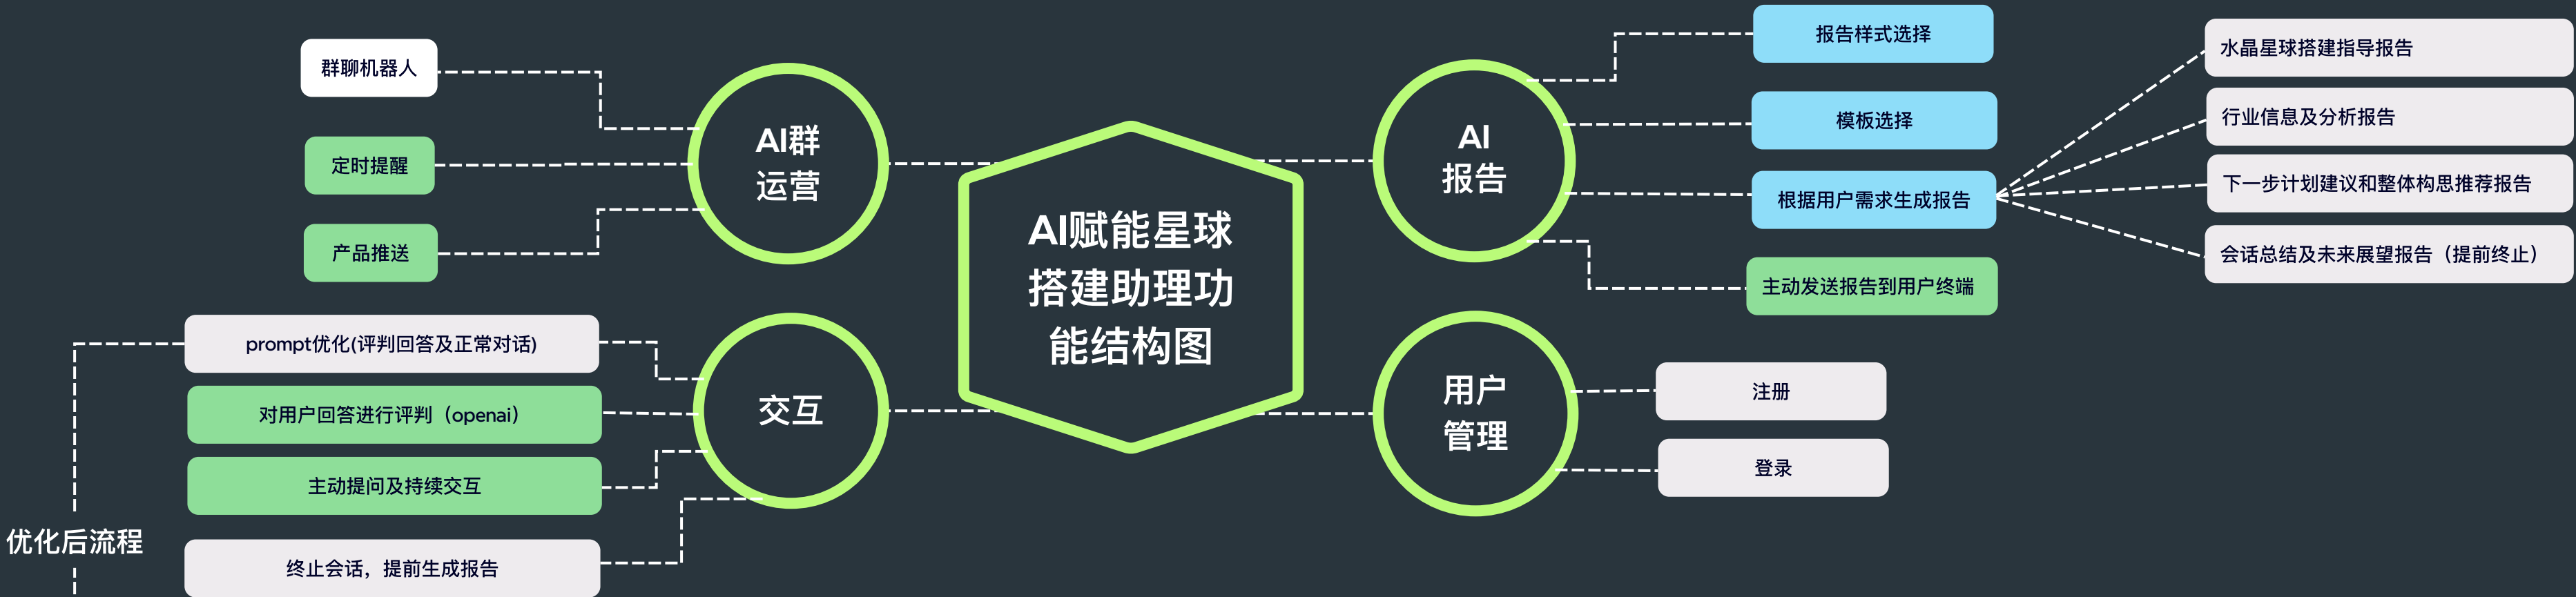 AI赋能星球
搭建助理功
能结构图
AI群
运营
群聊机器人
定时提醒
产品推送
交互
prompt优化(评判回答及正常对话)
对用户回答进行评判（openai）
主动提问及持续交互
终止会话，提前生成报告
优化后流程
AI
报告
报告样式选择
模板选择
根据用户需求生成报告
主动发送报告到用户终端
水晶星球搭建指导报告
行业信息及分析报告
下一步计划建议和整体构思推荐报告
会话总结及未来展望报告（提前终止）
用户
管理
注册
登录